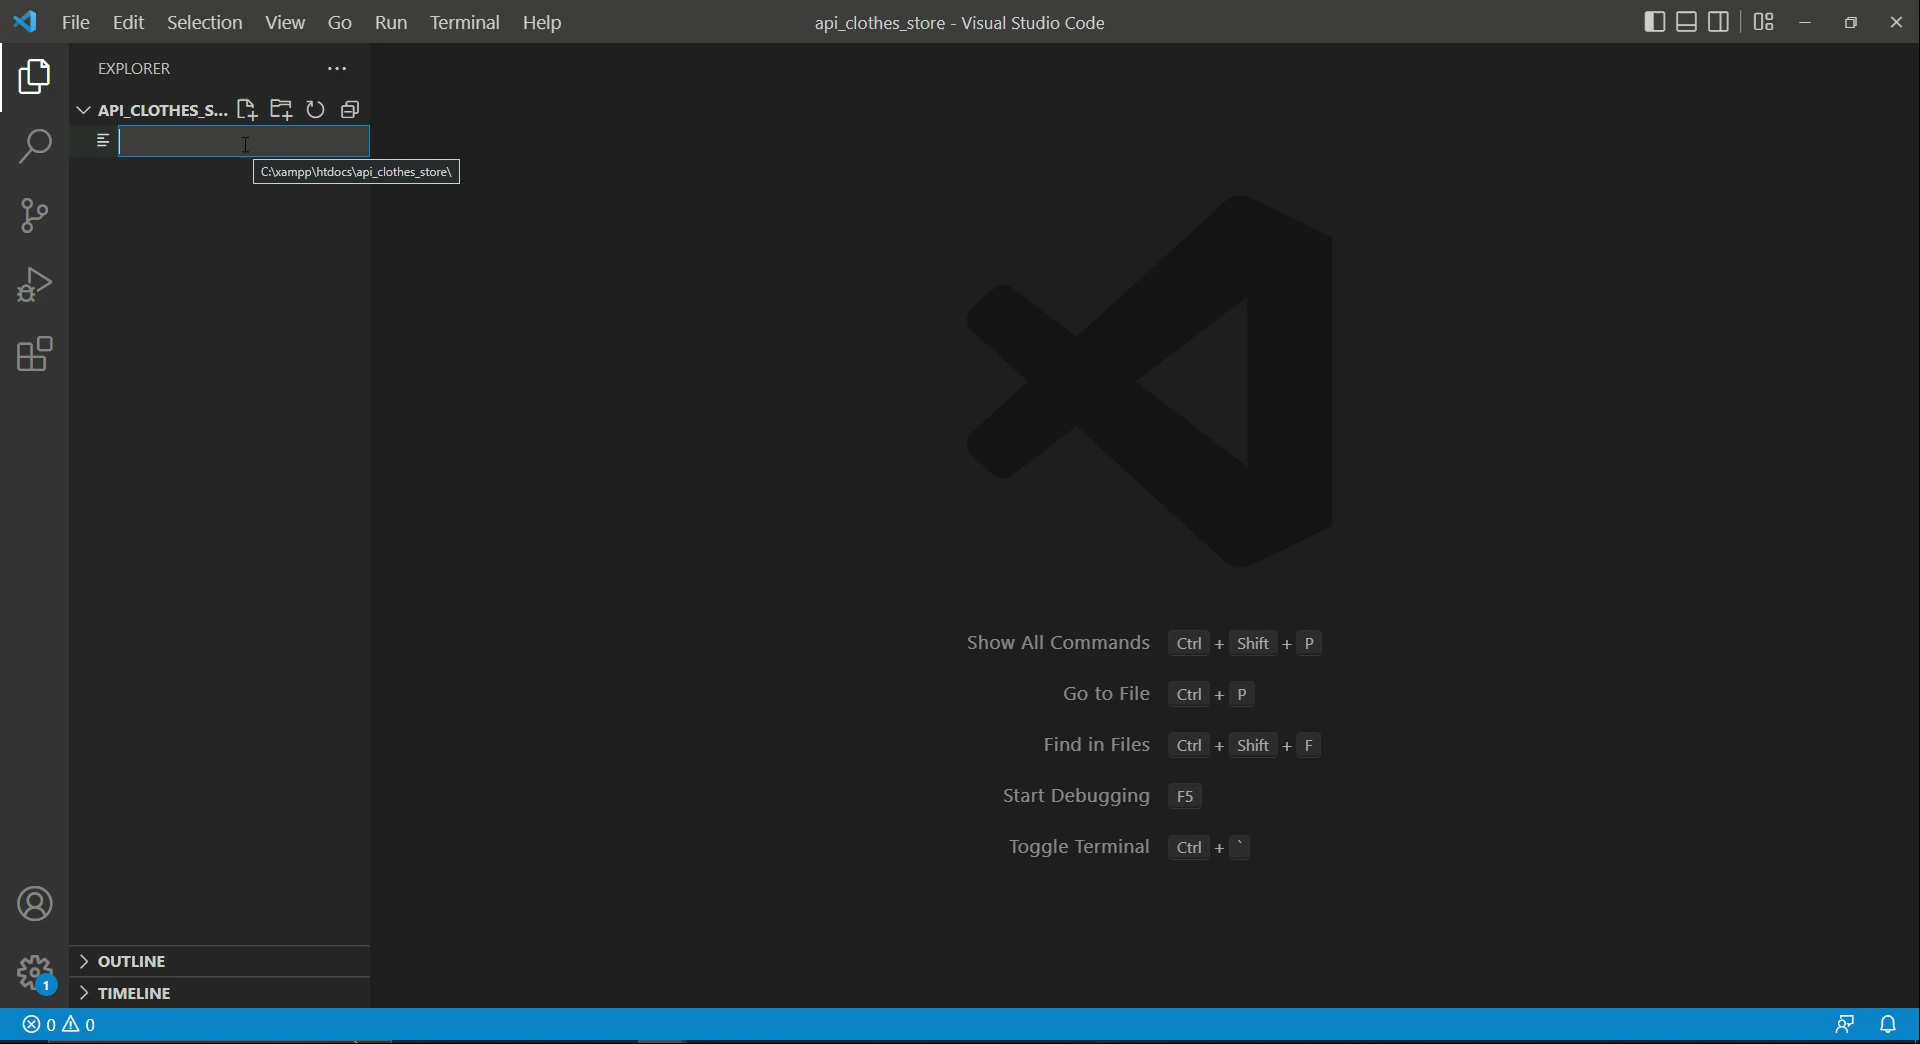 File Edit Selection View Go Run Terminal Help
api_clothes_store - Visual Studio Code
EXPLORER
API_CLOTHES_S...
C:\xampp\htdocs\api_clothes_store\
Show All Commands Ctrl + Shift + P
Go to File Ctrl + P
Find in Files Ctrl + Shift + F
Start Debugging F5
Toggle Terminal Ctrl + `
OUTLINE
1
TIMELINE
0 0